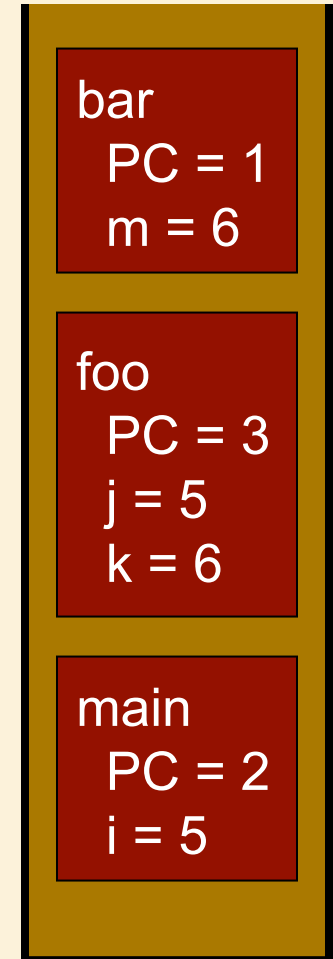 bar
PC = 1
m = 6
foo
PC = 3
j = 5
k = 6
main
PC = 2
i = 5